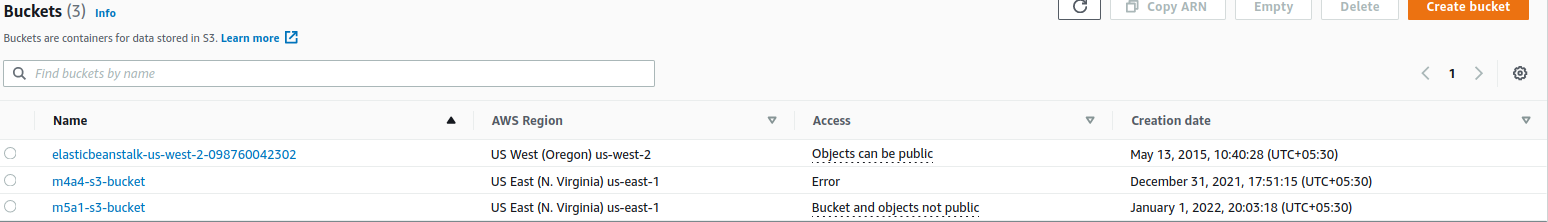 Buckets (3) Info
Copy ARN Empty Delete Create bucket
Buckets are containers for data stored in S3. Learn more
Find buckets by name
1
Name AWS Region Access Creation date
elasticbeanstalk-us-west-2-098760042302 US West (Oregon) us-west-2 Objects can be public May 13, 2015, 10:40:28 (UTC+05:30)
m4a4-s3-bucket US East (N. Virginia) us-east-1 Error December 31, 2021, 17:51:15 (UTC+05:30)
m5a1-s3-bucket US East (N. Virginia) us-east-1 Bucket and objects not public January 1, 2022, 20:03:18 (UTC+05:30)